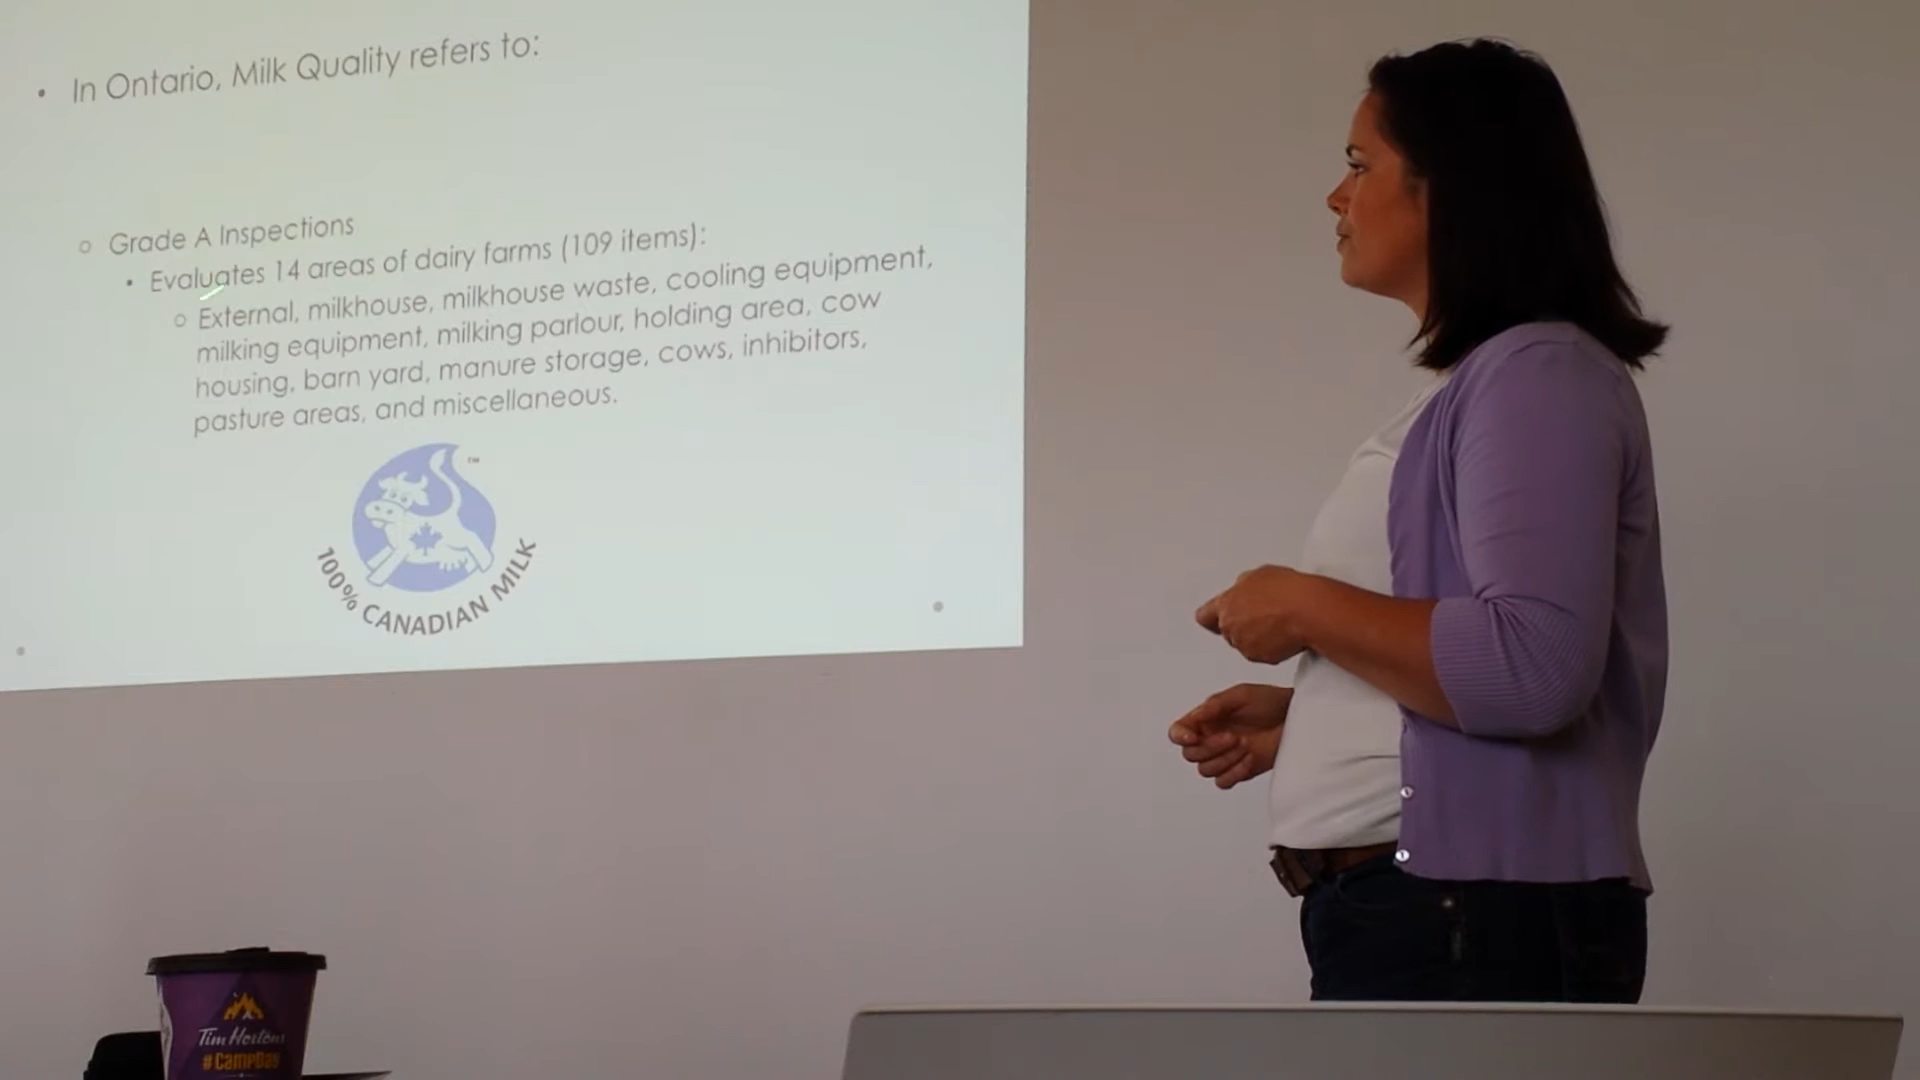 • In Ontario, Milk Quality refers to:
○ Grade A Inspections
• Evaluates 14 areas of dairy farms (109 items):
○ External, milkhouse, milkhouse waste, cooling equipment,
milking equipment, milking parlour, holding area, cow
housing, barn yard, manure storage, cows, inhibitors,
pasture areas, and miscellaneous.
™
100% CANADIAN MILK
Tim Hortons
#CampDay